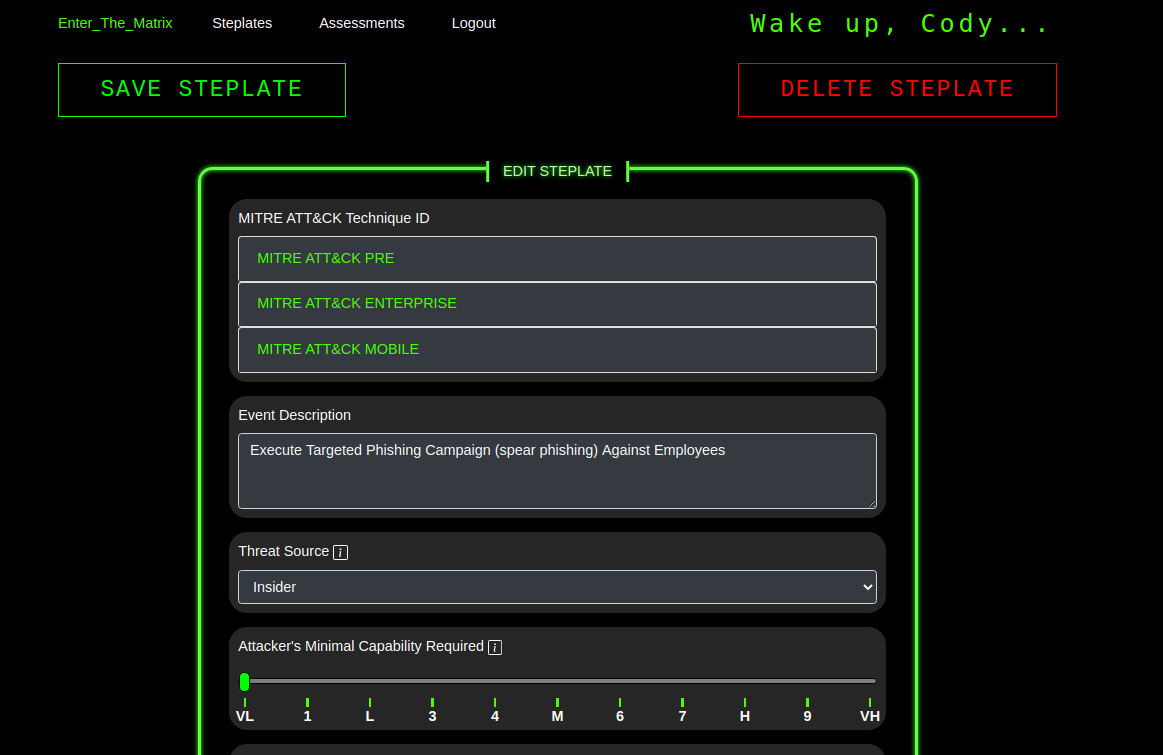 Enter_The_Matrix Steplates Assessments Logout Wake up, Cody...
SAVE STEPLATE DELETE STEPLATE
EDIT STEPLATE
MITRE ATT&CK Technique ID
MITRE ATT&CK PRE
MITRE ATT&CK ENTERPRISE
MITRE ATT&CK MOBILE
Event Description
Execute Targeted Phishing Campaign (spear phishing) Against Employees
Threat Source i
Insider
Attacker's Minimal Capability Required i
VL 1 L 3 4 M 6 7 H 9 VH